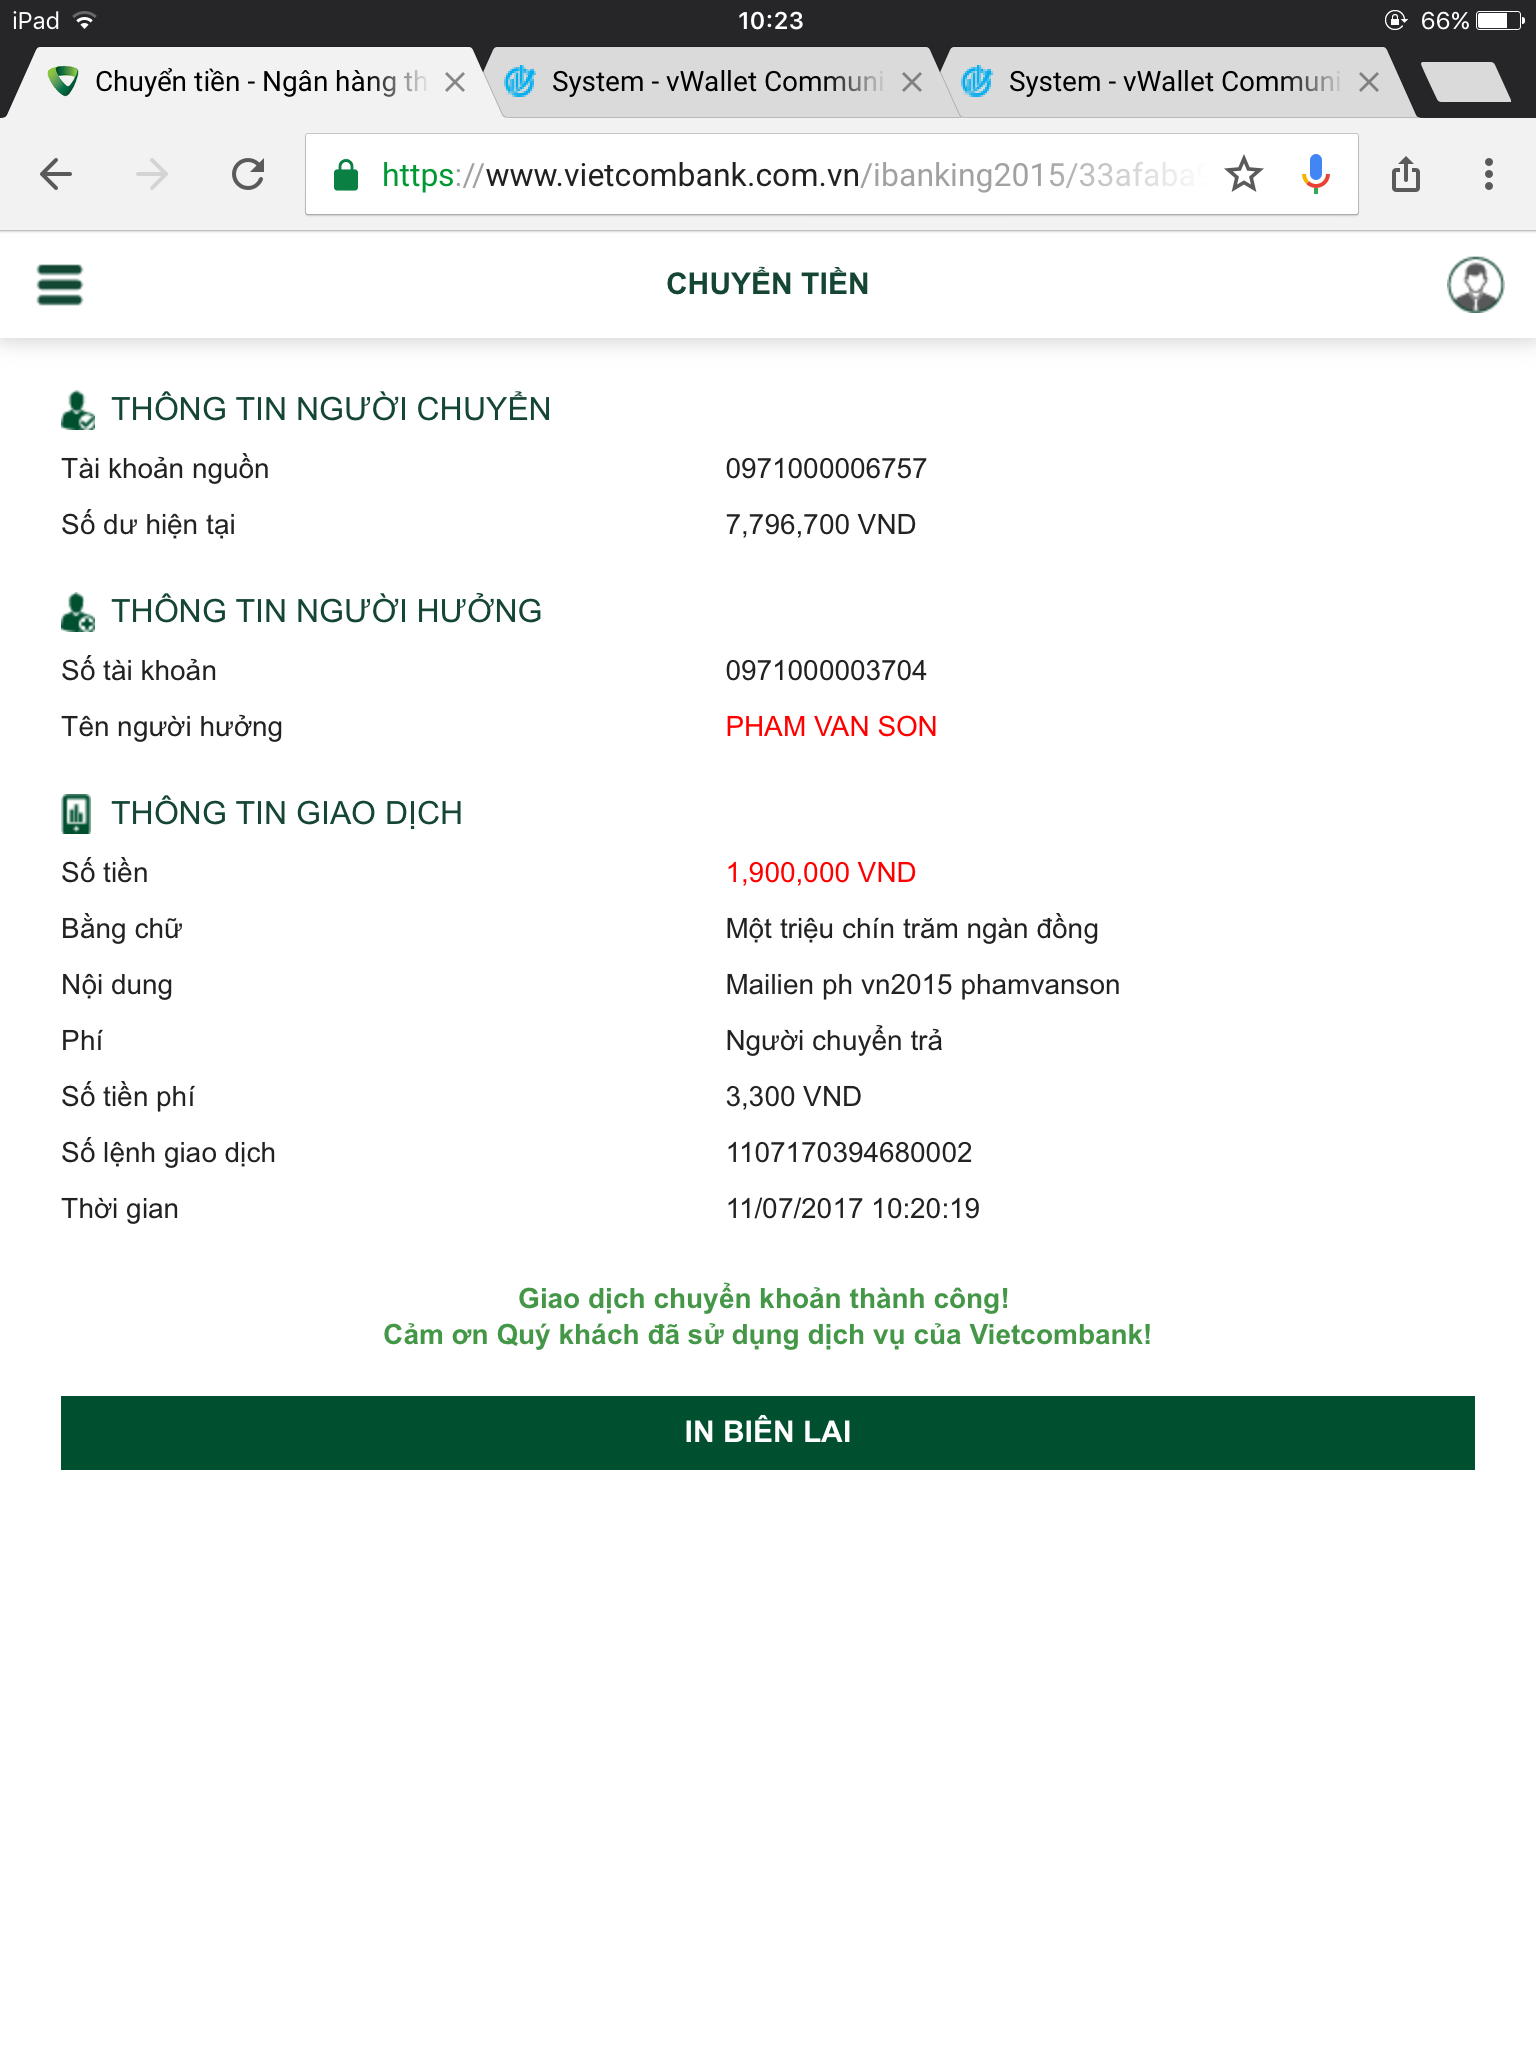 iPad 10:23 66%
Chuyển tiền - Ngân hàng th System - vWallet Communi System - vWallet Communi
https://www.vietcombank.com.vn/ibanking2015/33afaba
CHUYỂN TIỀN
THÔNG TIN NGƯỜI CHUYỂN
Tài khoản nguồn 0971000006757
Số dư hiện tại 7,796,700 VND
THÔNG TIN NGƯỜI HƯỞNG
Số tài khoản 0971000003704
Tên người hưởng PHAM VAN SON
THÔNG TIN GIAO DỊCH
Số tiền 1,900,000 VND
Bằng chữ Một triệu chín trăm ngàn đồng
Nội dung Mailien ph vn2015 phamvanson
Phí Người chuyển trả
Số tiền phí 3,300 VND
Số lệnh giao dịch 1107170394680002
Thời gian 11/07/2017 10:20:19
Giao dịch chuyển khoản thành công!
Cảm ơn Quý khách đã sử dụng dịch vụ của Vietcombank!
IN BIÊN LAI